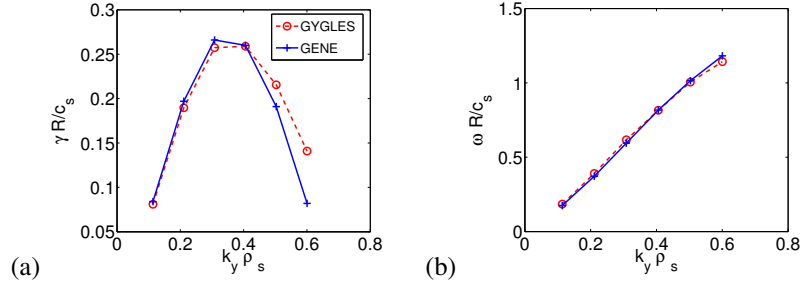 0.3
0.25
0.2
0.15
0.1
0.05
0 0.2 0.4 0.6 0.8
γ R/c_s
k_y ρ_s
GYGLES
GENE
(a)
1.5
1
0.5
0
0 0.2 0.4 0.6 0.8
ω R/c_s
k_y ρ_s
(b)